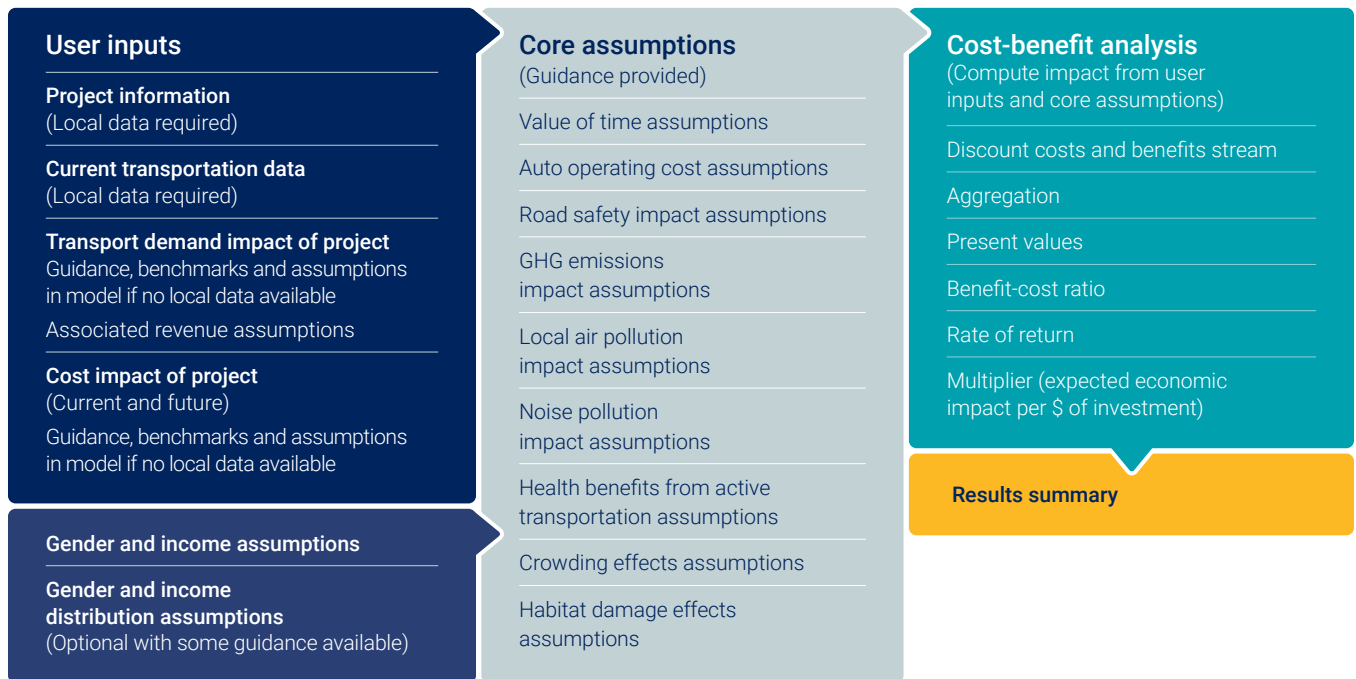 User inputs
Project information
(Local data required)
Current transportation data
(Local data required)
Transport demand impact of project
Guidance, benchmarks and assumptions
in model if no local data available
Associated revenue assumptions
Cost impact of project
(Current and future)
Guidance, benchmarks and assumptions
in model if no local data available
Gender and income assumptions
Gender and income
distribution assumptions
(Optional with some guidance available)
Core assumptions
(Guidance provided)
Value of time assumptions
Auto operating cost assumptions
Road safety impact assumptions
GHG emissions
impact assumptions
Local air pollution
impact assumptions
Noise pollution
impact assumptions
Health benefits from active
transportation assumptions
Crowding effects assumptions
Habitat damage effects
assumptions
Cost-benefit analysis
(Compute impact from user
inputs and core assumptions)
Discount costs and benefits stream
Aggregation
Present values
Benefit-cost ratio
Rate of return
Multiplier (expected economic
impact per $ of investment)
Results summary